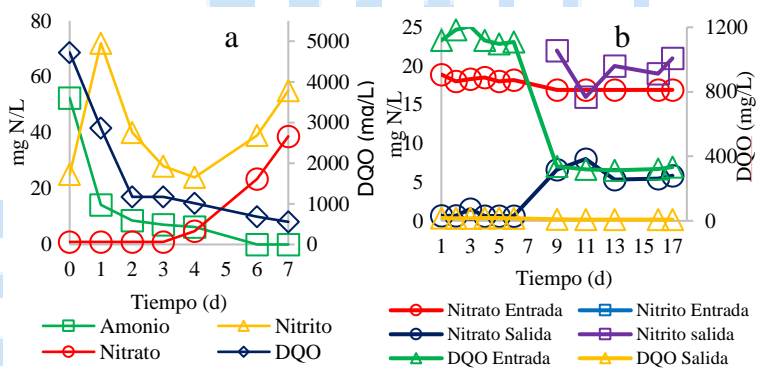 a
80
60
40
20
0
mg N/L
5000
4000
3000
2000
1000
0
DQO (mg/L)
0 1 2 3 4 5 6 7
Tiempo (d)
Amonio Nitrito
Nitrato DQO
b
25
20
15
10
5
0
mg N/L
1200
800
400
0
DQO (mg/L)
1 3 5 7 9 11 13 15 17
Tiempo (d)
Nitrato Entrada Nitrito Entrada
Nitrato Salida Nitrito salida
DQO Entrada DQO Salida